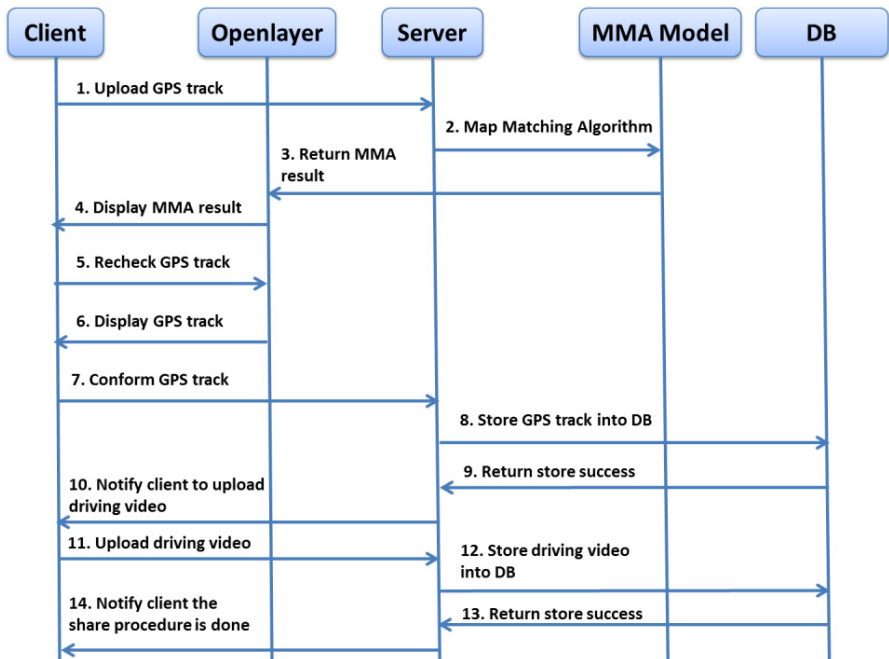 Client
Openlayer
Server
MMA Model
DB
1. Upload GPS track
2. Map Matching Algorithm
3. Return MMA
result
4. Display MMA result
5. Recheck GPS track
6. Display GPS track
7. Conform GPS track
8. Store GPS track into DB
9. Return store success
10. Notify client to upload
driving video
11. Upload driving video
12. Store driving video
into DB
13. Return store success
14. Notify client the
share procedure is done